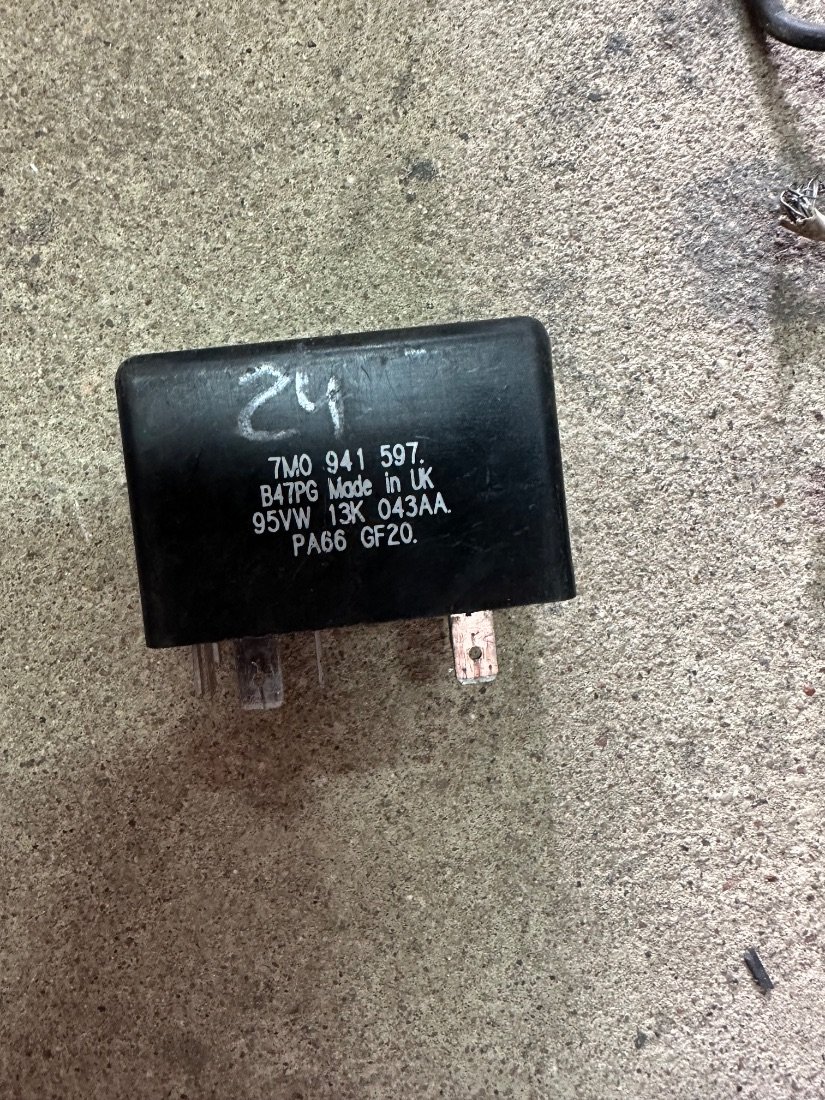 24
7M0 941 597.
B47PG Made in UK
95VW 13K 043AA.
PA66 GF20.